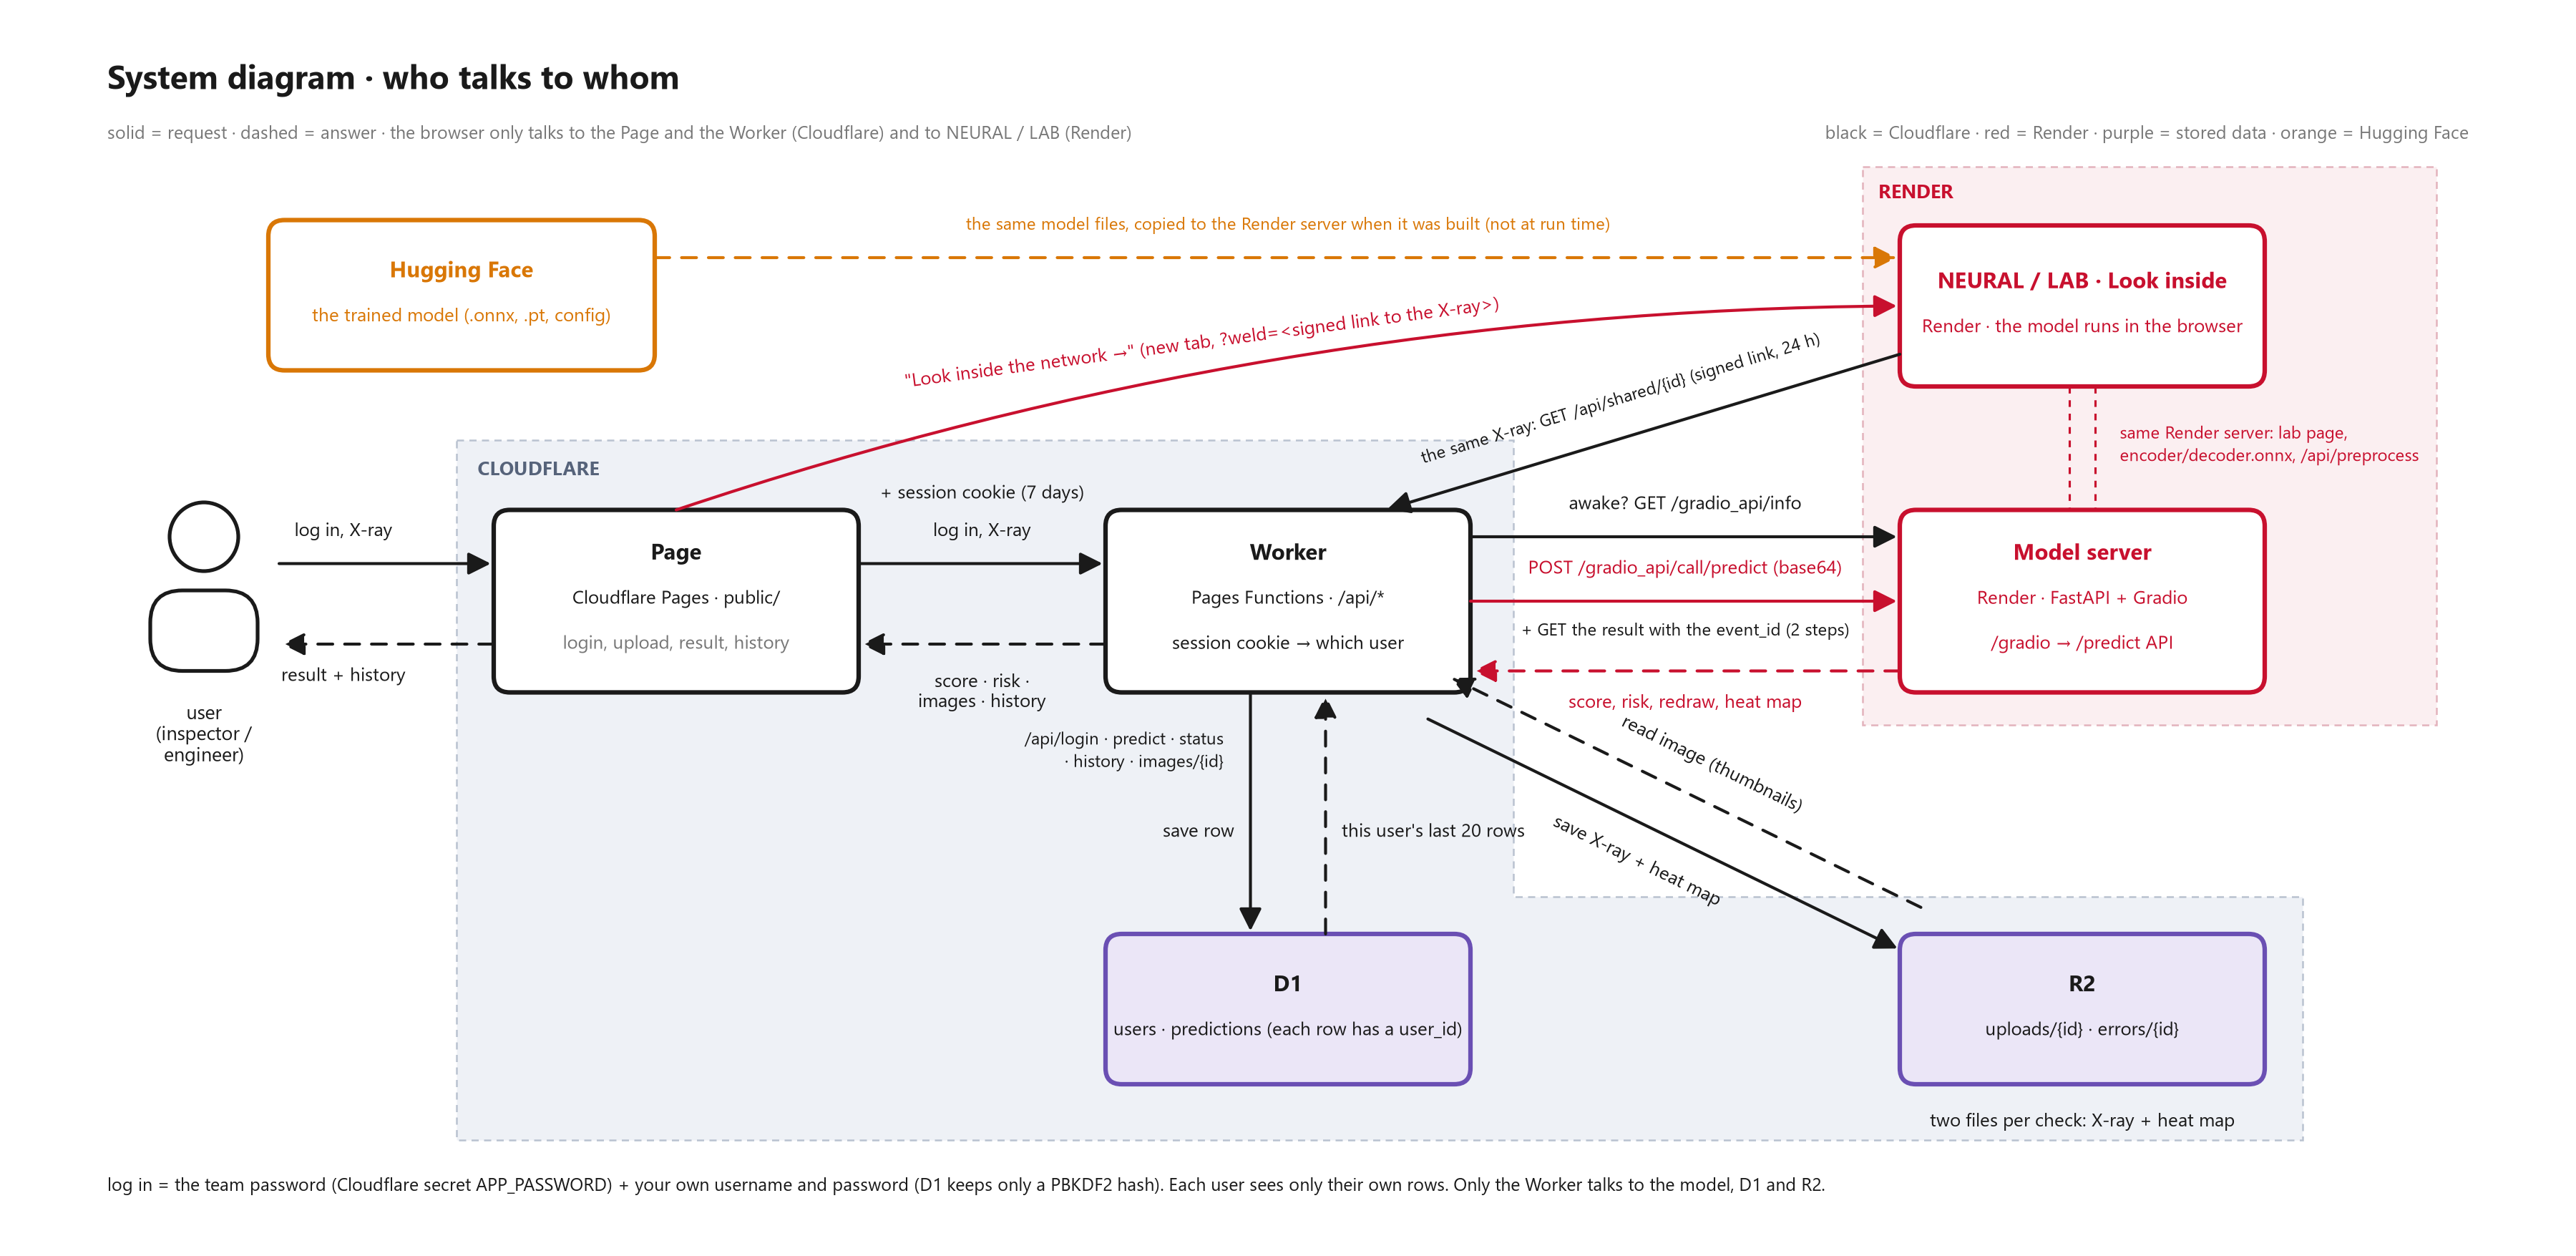 System diagram · who talks to whom
solid = request · dashed = answer · the browser only talks to the Page and the Worker (Cloudflare) and to NEURAL / LAB (Render)
black = Cloudflare · red = Render · purple = stored data · orange = Hugging Face
RENDER
Hugging Face
the trained model (.onnx, .pt, config)
the same model files, copied to the Render server when it was built (not at run time)
NEURAL / LAB · Look inside
Render · the model runs in the browser
"Look inside the network →" (new tab, ?weld=<signed link to the X-ray>)
the same X-ray: GET /api/shared/{id} (signed link, 24 h)
same Render server: lab page,
encoder/decoder.onnx, /api/preprocess
CLOUDFLARE
user
(inspector /
engineer)
log in, X-ray
result + history
Page
Cloudflare Pages · public/
login, upload, result, history
+ session cookie (7 days)
log in, X-ray
score · risk ·
images · history
Worker
Pages Functions · /api/*
session cookie → which user
awake? GET /gradio_api/info
POST /gradio_api/call/predict (base64)
+ GET the result with the event_id (2 steps)
score, risk, redraw, heat map
Model server
Render · FastAPI + Gradio
/gradio → /predict API
/api/login · predict · status
· history · images/{id}
save row
this user's last 20 rows
read image (thumbnails)
save X-ray + heat map
D1
users · predictions (each row has a user_id)
R2
uploads/{id} · errors/{id}
two files per check: X-ray + heat map
log in = the team password (Cloudflare secret APP_PASSWORD) + your own username and password (D1 keeps only a PBKDF2 hash). Each user sees only their own rows. Only the Worker talks to the model, D1 and R2.